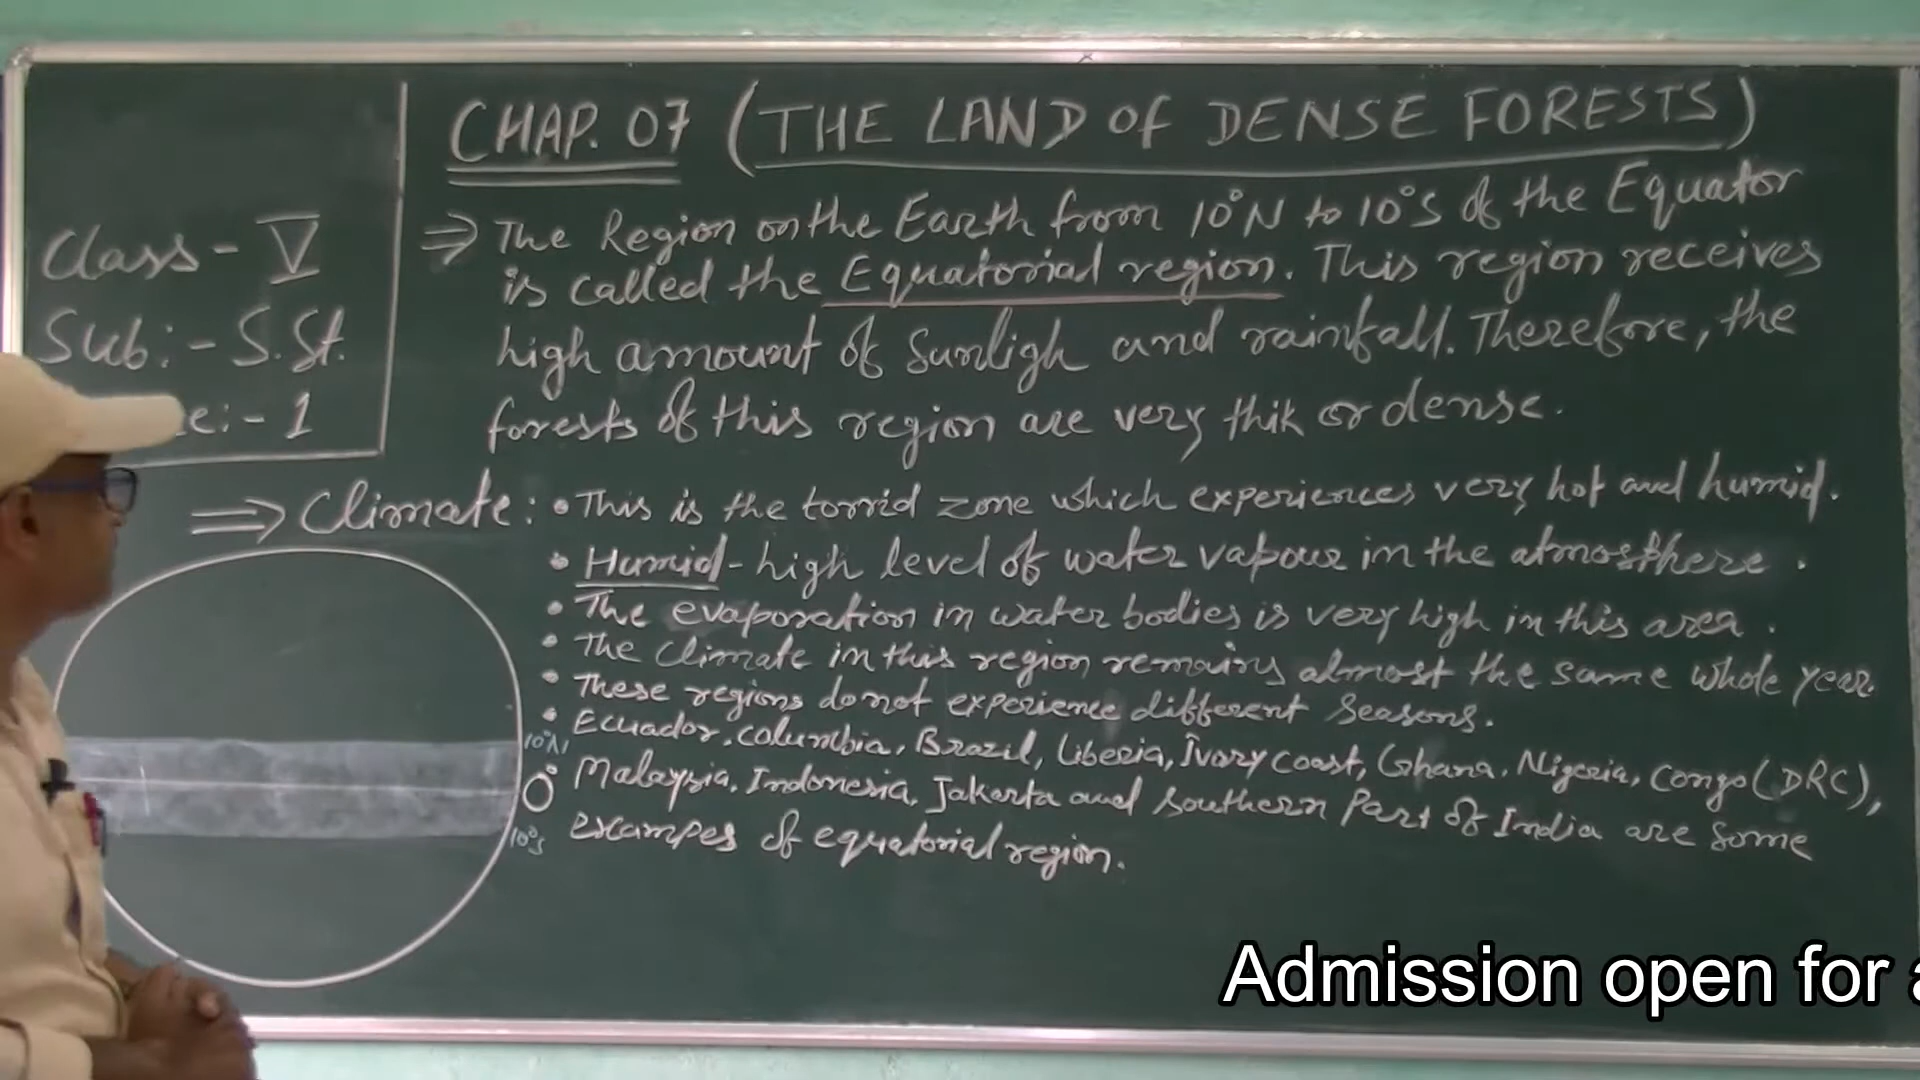 CHAP. 07 (THE LAND of DENSE FORESTS)
Class - V
Sub:- S.St.
e:- 1
⇒ The Region on the Earth from 10°N to 10°S of the Equator
is called the Equatorial region. This region receives
high amount of Sunligh and rainfall. Therefore, the
forests of this region are very thik or dense.
⇒ Climate: • This is the torrid zone which experiences very hot and humid.
• Humid - high level of water vapour in the atmosphere.
• The evaporation in water bodies is very high in this area.
• The climate in this region remains almost the same whole year.
• These regions do not experience different seasons.
• Ecuador, columbia, Brazil, Liberia, Ivory coast, Ghana, Nigeria, Congo (DRC),
Malaysia, Indonesia, Jakarta and Southern Part of India are some
exampes of equatorial region.
10°N
0°
10°S
Admission open for a